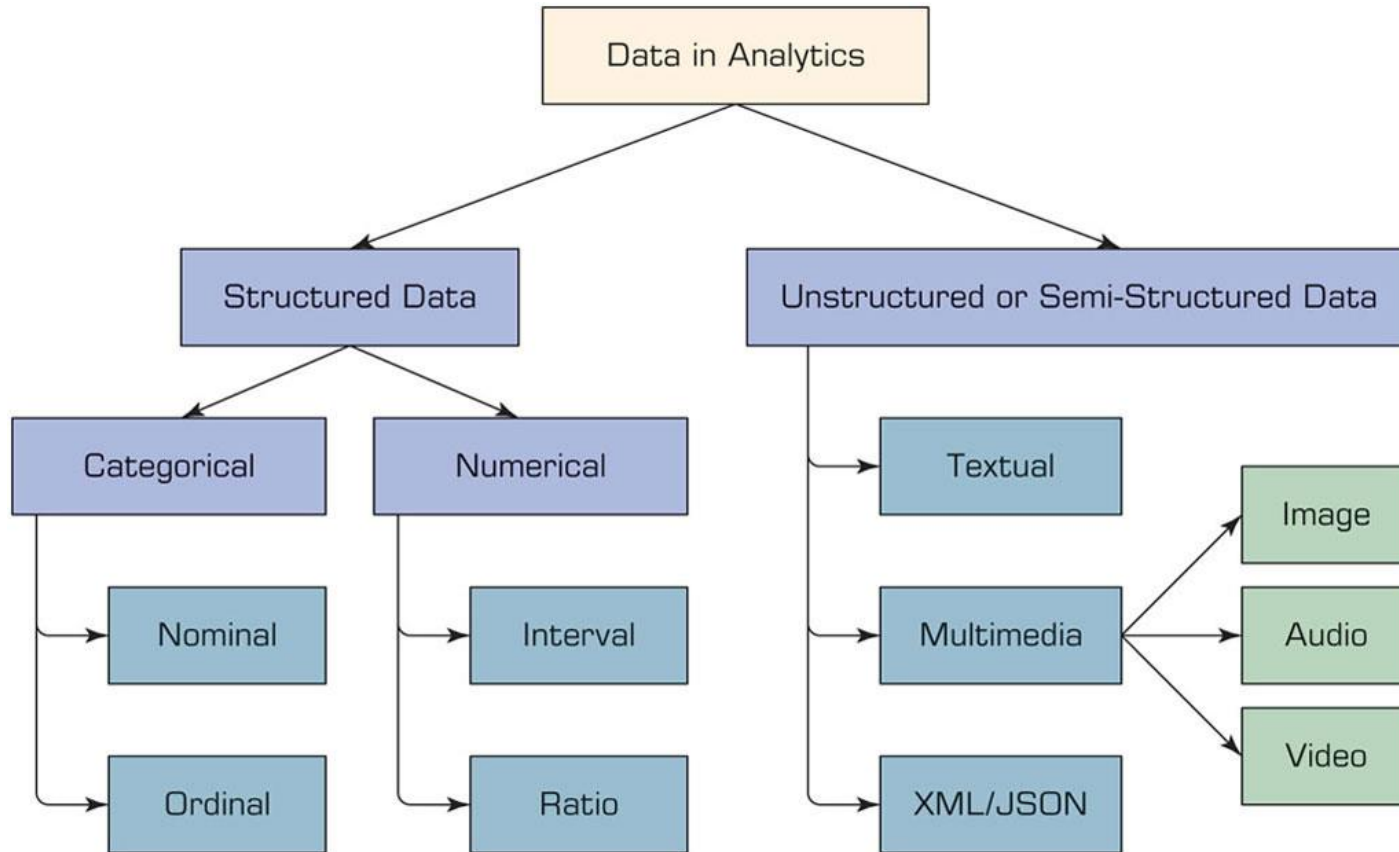 Data in Analytics
Structured Data
Unstructured or Semi-Structured Data
Categorical
Numerical
Textual
Image
Nominal
Interval
Multimedia
Audio
Video
Ordinal
Ratio
XML/JSON